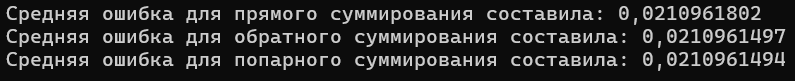 Средняя ошибка для прямого суммирования составила: 0,0210961802
Средняя ошибка для обратного суммирования составила: 0,0210961497
Средняя ошибка для попарного суммирования составила: 0,0210961494